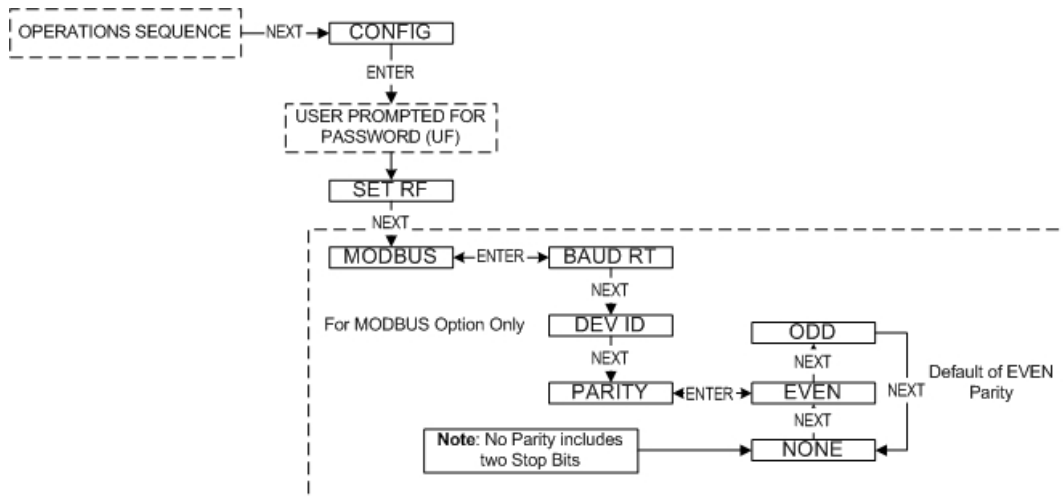 OPERATIONS SEQUENCE
NEXT
CONFIG
ENTER
USER PROMPTED FOR
PASSWORD (UF)
SET RF
NEXT
MODBUS
ENTER
BAUD RT
NEXT
For MODBUS Option Only
DEV ID
ODD
NEXT
NEXT
PARITY
ENTER
EVEN
NEXT
Default of EVEN
Parity
NEXT
Note: No Parity includes
two Stop Bits
NONE